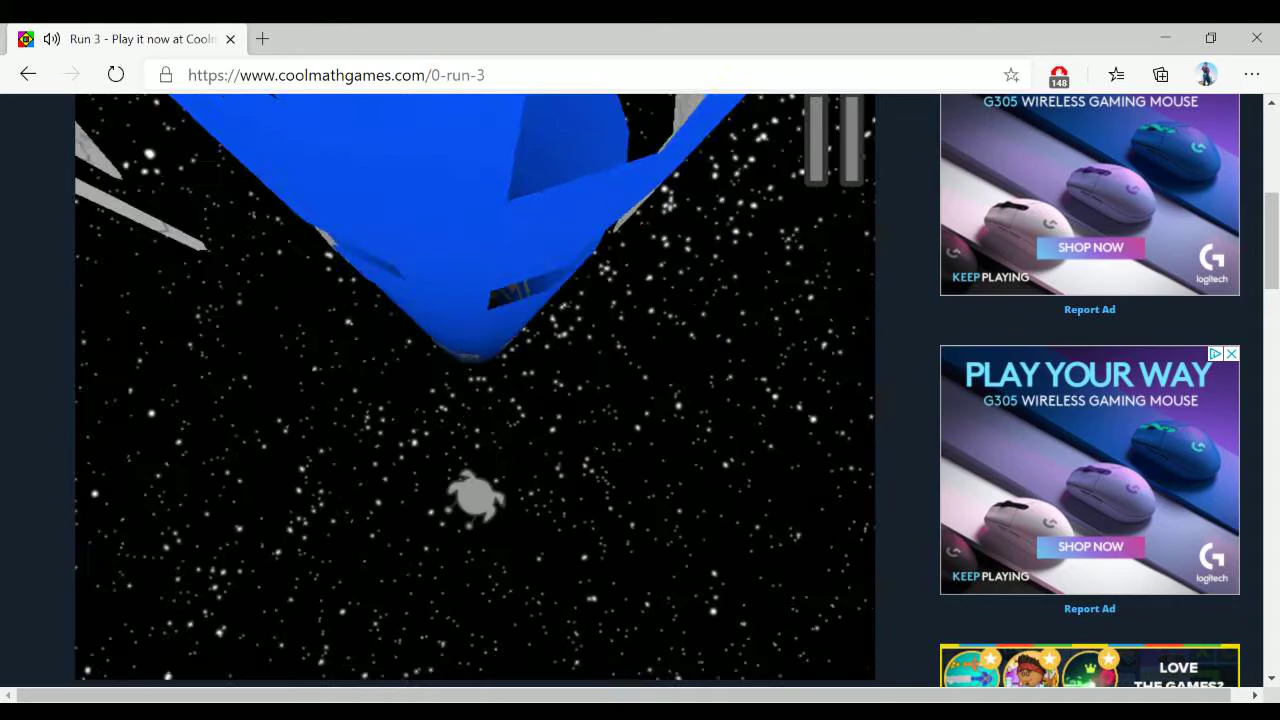 Run 3 - Play it now at Coolm
https://www.coolmathgames.com/0-run-3
148
G305 WIRELESS GAMING MOUSE
SHOP NOW
KEEP PLAYING
logitech
Report Ad
PLAY YOUR WAY
G305 WIRELESS GAMING MOUSE
SHOP NOW
KEEP PLAYING
logitech
Report Ad
LOVE
THE GAMES?